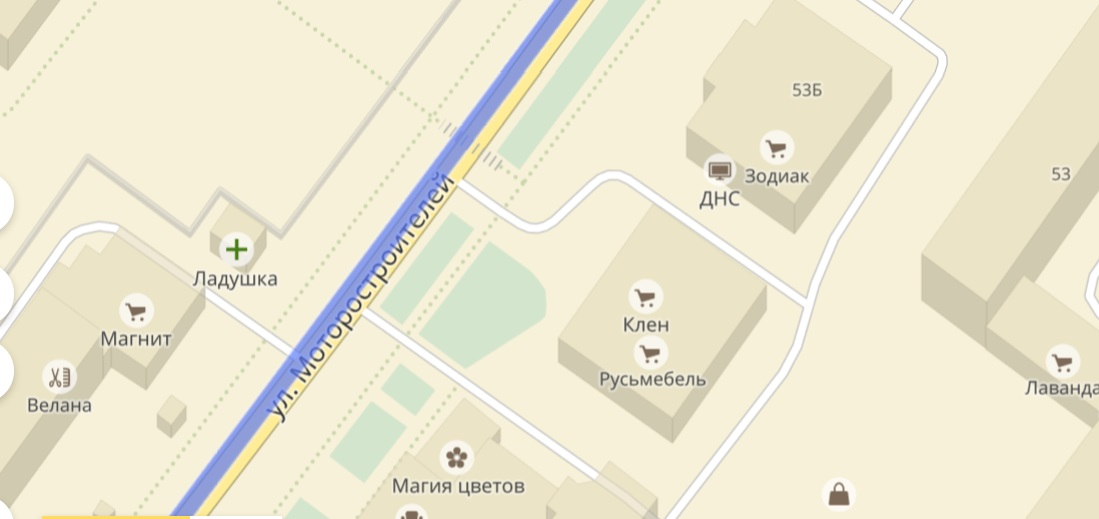 53Б
Зодиак
ДНС
53
ул. Моторостроителей
Ладушка
Магнит
Клен
Русьмебель
Лаванда
Велана
Магия цветов